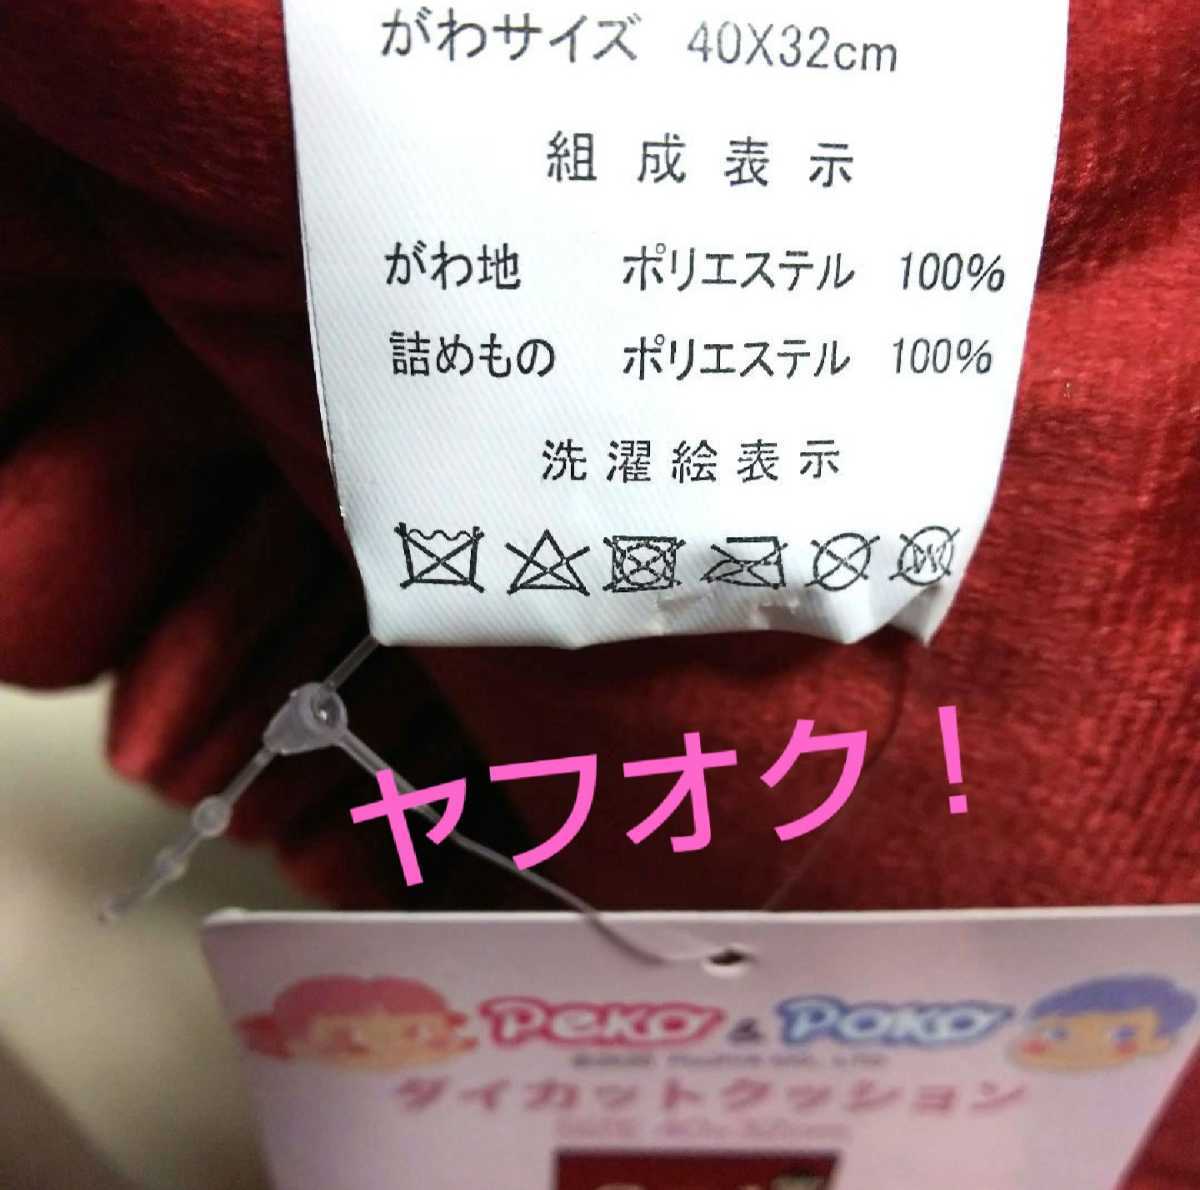 がわサイズ 40X32cm
組成表示
がわ地 ポリエステル 100%
詰めもの ポリエステル 100%
洗濯絵表示
ヤフオク！
Peko & Poko
ダイカットクッション
SIZE 40x32cm